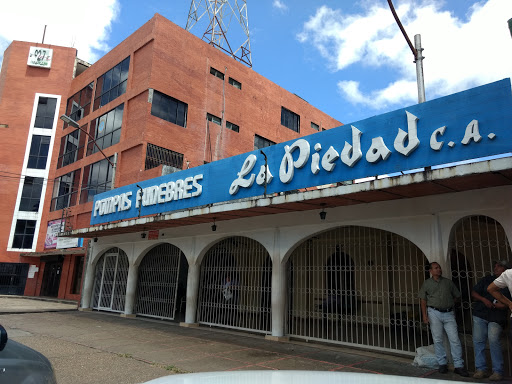 POMPAS FUNEBRES La Piedad C.A.